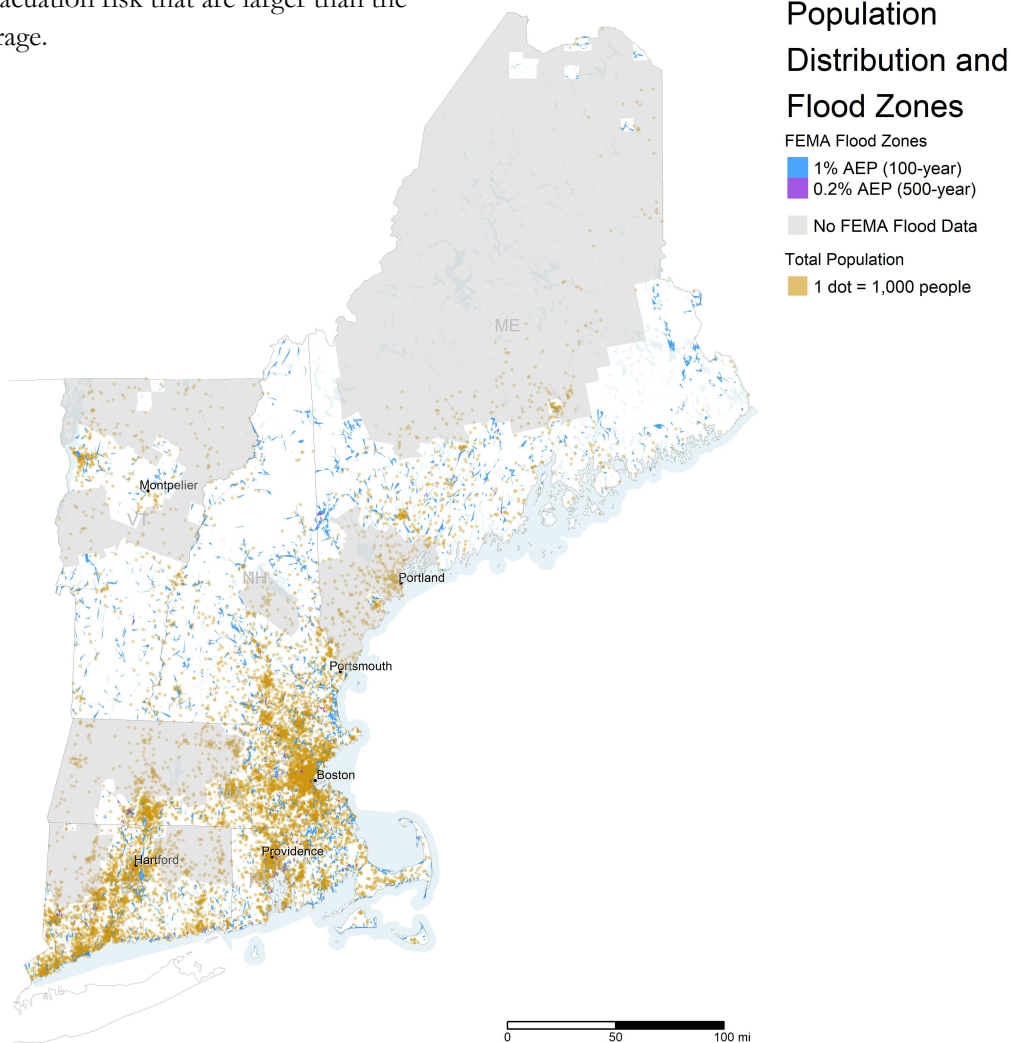 evacuation risk that are larger than the
Population
Distribution and
Flood Zones
FEMA Flood Zones
1% AEP (100-year)
0.2% AEP (500-year)
No FEMA Flood Data
Total Population
1 dot = 1,000 people
ME
Montpelier
VT
NH
Portland
Portsmouth
Boston
Providence
Hartford
0 50 100 mi